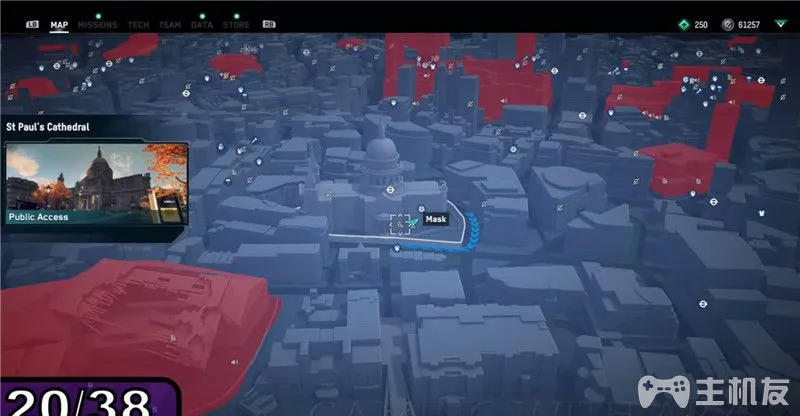 LB MAP MISSIONS TECH TEAM DATA STORE RB 250 61257
St Paul's Cathedral
Public Access
Mask
20/38
主机友